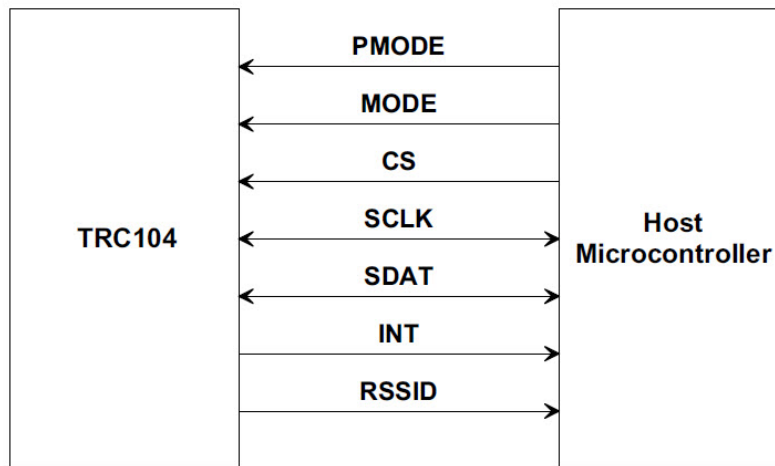 PMODE
MODE
CS
SCLK
SDAT
INT
RSSID
TRC104
Host
Microcontroller